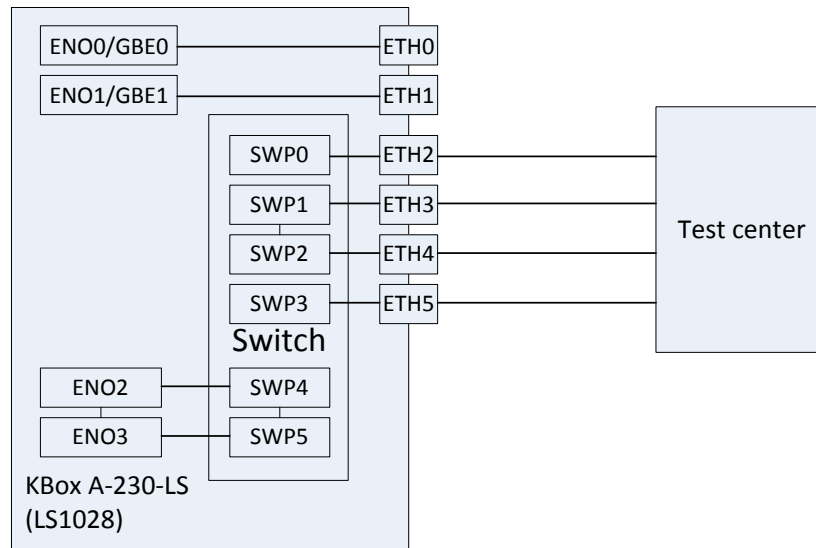 ENO0/GBE0
ETH0
ENO1/GBE1
ETH1
SWP0
ETH2
SWP1
ETH3
SWP2
ETH4
SWP3
ETH5
Test center
Switch
ENO2
SWP4
ENO3
SWP5
KBox A-230-LS
(LS1028)